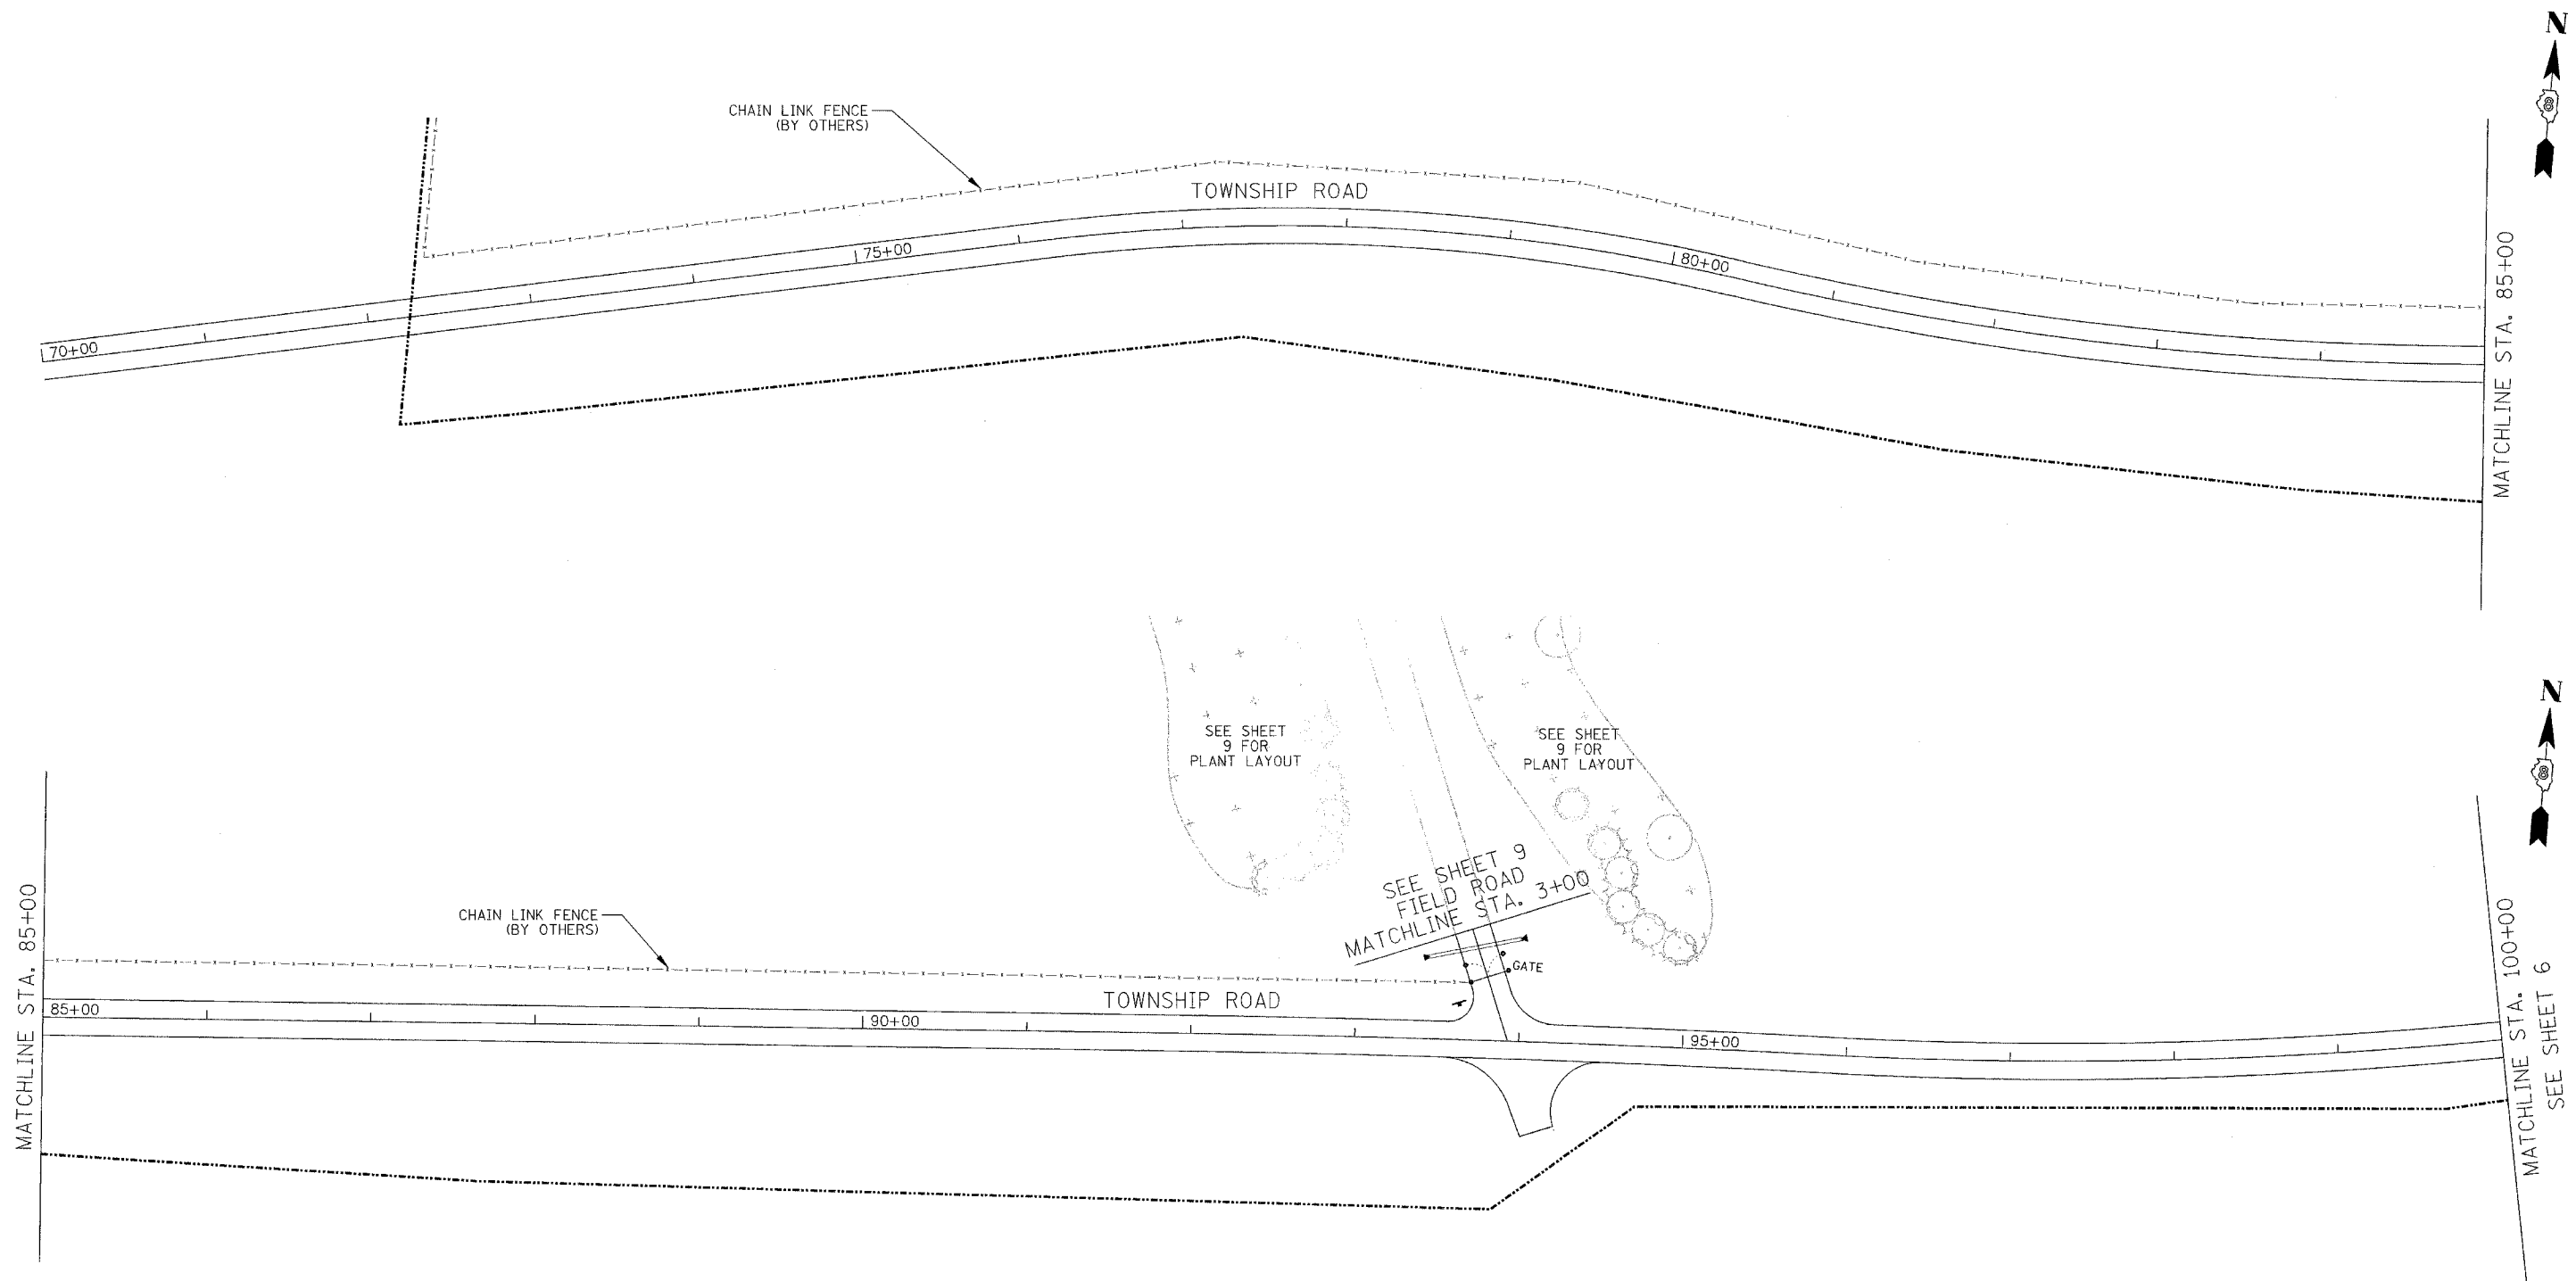 N
8
CHAIN LINK FENCE
(BY OTHERS)
TOWNSHIP ROAD
75+00
80+00
70+00
MATCHLINE STA. 85+00
N
8
SEE SHEET
9 FOR
PLANT LAYOUT
SEE SHEET
9 FOR
PLANT LAYOUT
SEE SHEET 9
FIELD ROAD
MATCHLINE STA. 3+00
CHAIN LINK FENCE
(BY OTHERS)
GATE
TOWNSHIP ROAD
MATCHLINE STA. 85+00
85+00
90+00
95+00
MATCHLINE STA. 100+00
SEE SHEET 6